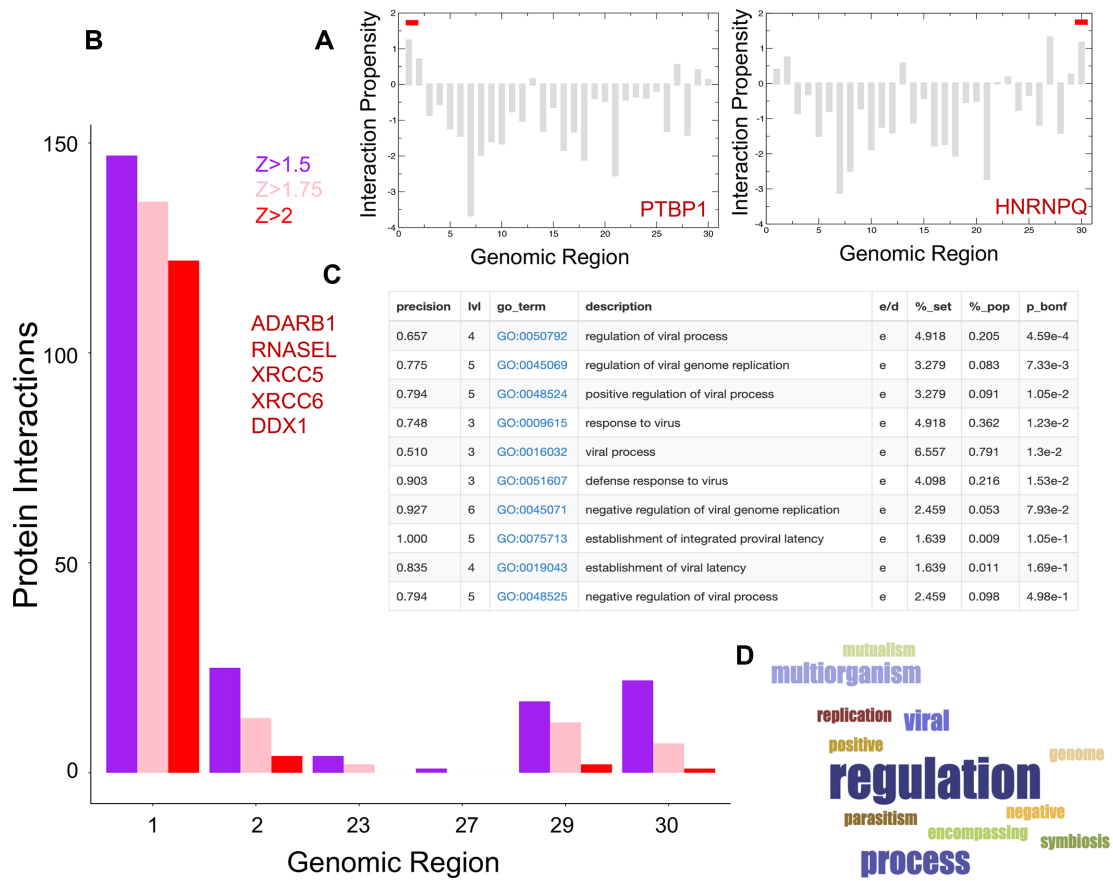 B
A
Interaction Propensity
2
1
0
-1
-2
-3
-4
0 5 10 15 20 25 30
PTBP1
Genomic Region
Interaction Propensity
2
1
0
-1
-2
-3
-4
0 5 10 15 20 25 30
HNRNPQ
Genomic Region
Protein Interactions
150
100
50
0
Z>1.5
Z>1.75
Z>2
ADARB1
RNASEL
XRCC5
XRCC6
DDX1
1 2 23 27 29 30
Genomic Region
C
precision lvl go_term description e/d %_set %_pop p_bonf
0.657 4 GO:0050792 regulation of viral process e 4.918 0.205 4.59e-4
0.775 5 GO:0045069 regulation of viral genome replication e 3.279 0.083 7.33e-3
0.794 5 GO:0048524 positive regulation of viral process e 3.279 0.091 1.05e-2
0.748 3 GO:0009615 response to virus e 4.918 0.362 1.23e-2
0.510 3 GO:0016032 viral process e 6.557 0.791 1.3e-2
0.903 3 GO:0051607 defense response to virus e 4.098 0.216 1.53e-2
0.927 6 GO:0045071 negative regulation of viral genome replication e 2.459 0.053 7.93e-2
1.000 5 GO:0075713 establishment of integrated proviral latency e 1.639 0.009 1.05e-1
0.835 4 GO:0019043 establishment of viral latency e 1.639 0.011 1.69e-1
0.794 5 GO:0048525 negative regulation of viral process e 2.459 0.098 4.98e-1
D
mutualism
multiorganism
replication viral
positive
genome
regulation
negative
parasitism
encompassing
symbiosis
process